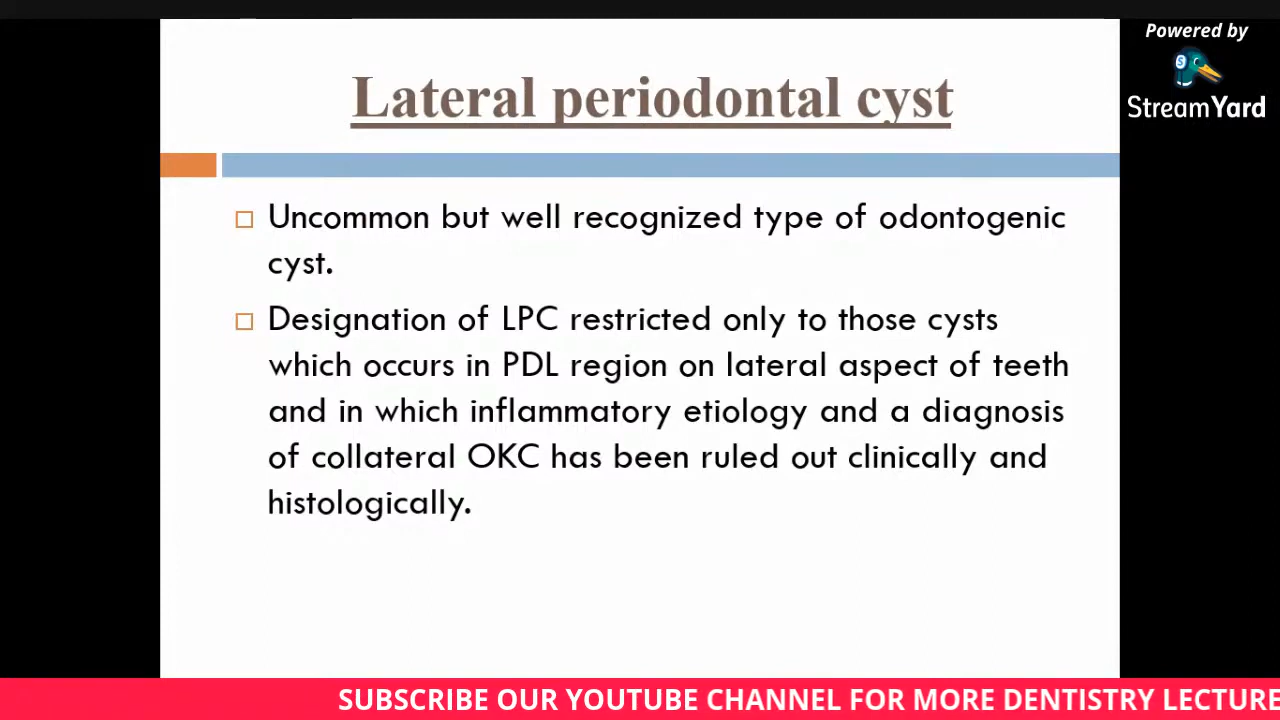 Powered by
StreamYard
Lateral periodontal cyst
Uncommon but well recognized type of odontogenic
cyst.
Designation of LPC restricted only to those cysts
which occurs in PDL region on lateral aspect of teeth
and in which inflammatory etiology and a diagnosis
of collateral OKC has been ruled out clinically and
histologically.
SUBSCRIBE OUR YOUTUBE CHANNEL FOR MORE DENTISTRY LECTURE